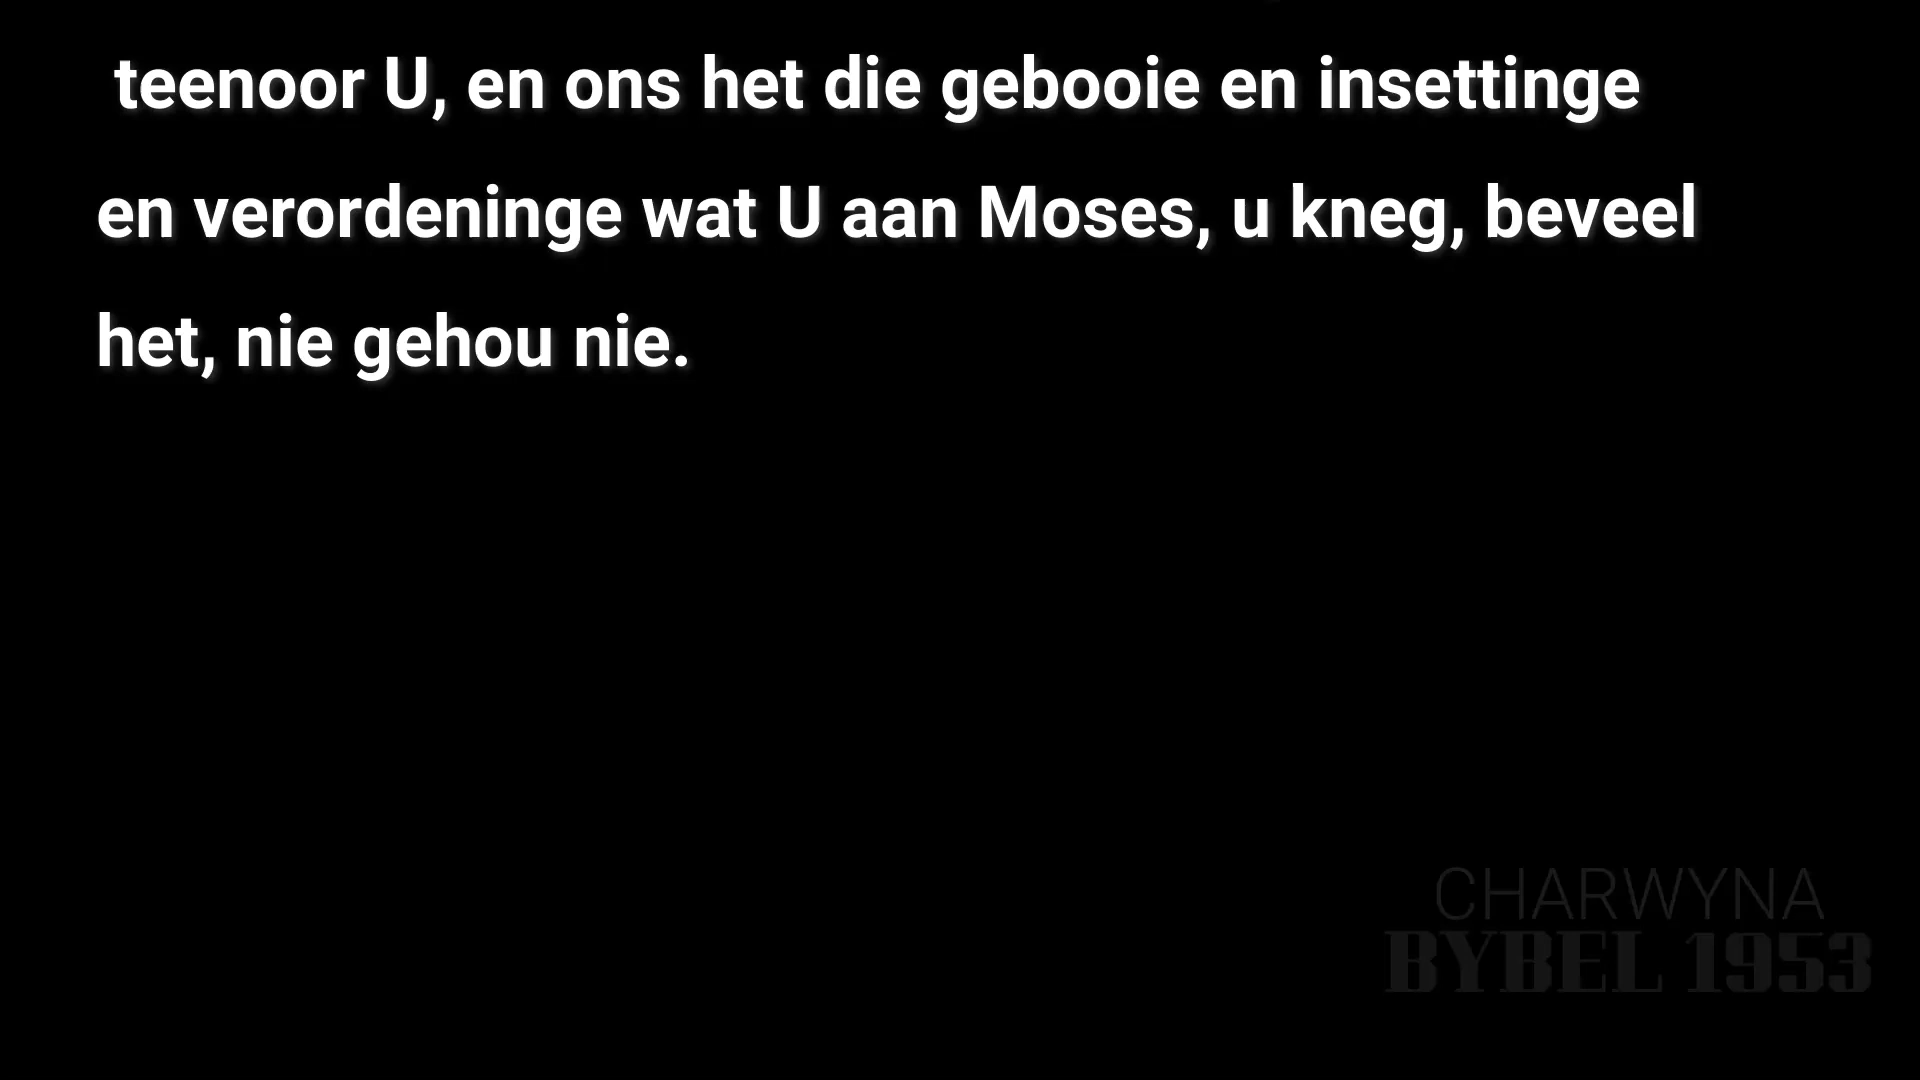 teenoor U, en ons het die gebooie en insettinge
en verordeninge wat U aan Moses, u kneg, beveel
het, nie gehou nie.
CHARWYNA
BYBEL 1953